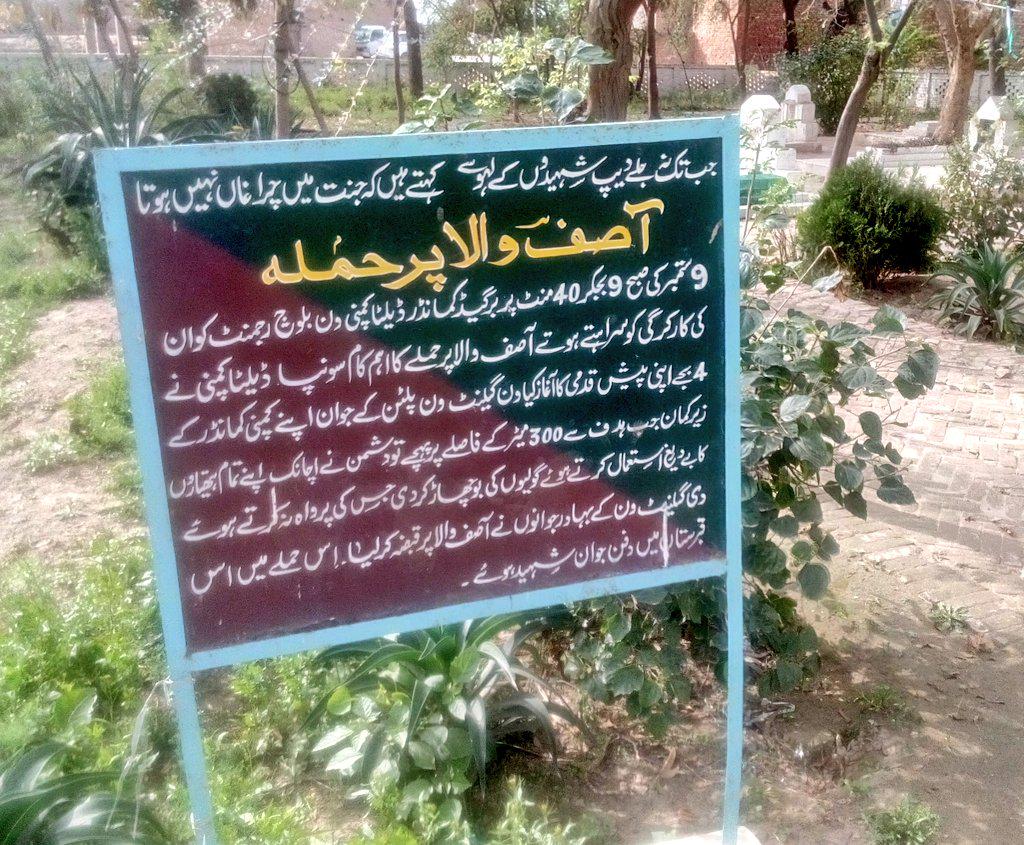 جب تک نہ جلے دیپ شہیدوں کے لہو سے کہتے ہیں کہ جنت میں چراغاں نہیں ہوتا
آصف والا پر حملہ
9 ستمبر کی صبح 9 بجکر 40 منٹ پر بریگیڈ کمانڈر ڈیلٹا کمپنی ون بلوچ رجمنٹ کو ان
کی کارکردگی کو سراہتے ہوئے آصف والا پر حملے کا اہم کام سونپا ڈیلٹا کمپنی نے
4 بجے اپنی پیش قدمی کا آغاز کیا ون گیلینٹ ون پلٹن کے جوان اپنے کمپنی کمانڈر کے
زیر کمان جب ہدف سے 300 میٹر کے فاصلے پر پہنچے تو دشمن نے اچانک اپنے تمام ہتھیاروں
کا بے دریغ استعمال کرتے ہوئے گولیوں کی بوچھاڑ کر دی جس کی پرواہ نہ کرتے ہوئے
دی گیلینٹ ون کے بہادر جوانوں نے آصف والا پر قبضہ کر لیا. اِس حملے میں اس
قبرستان میں دفن جوان شہید ہوئے ۔